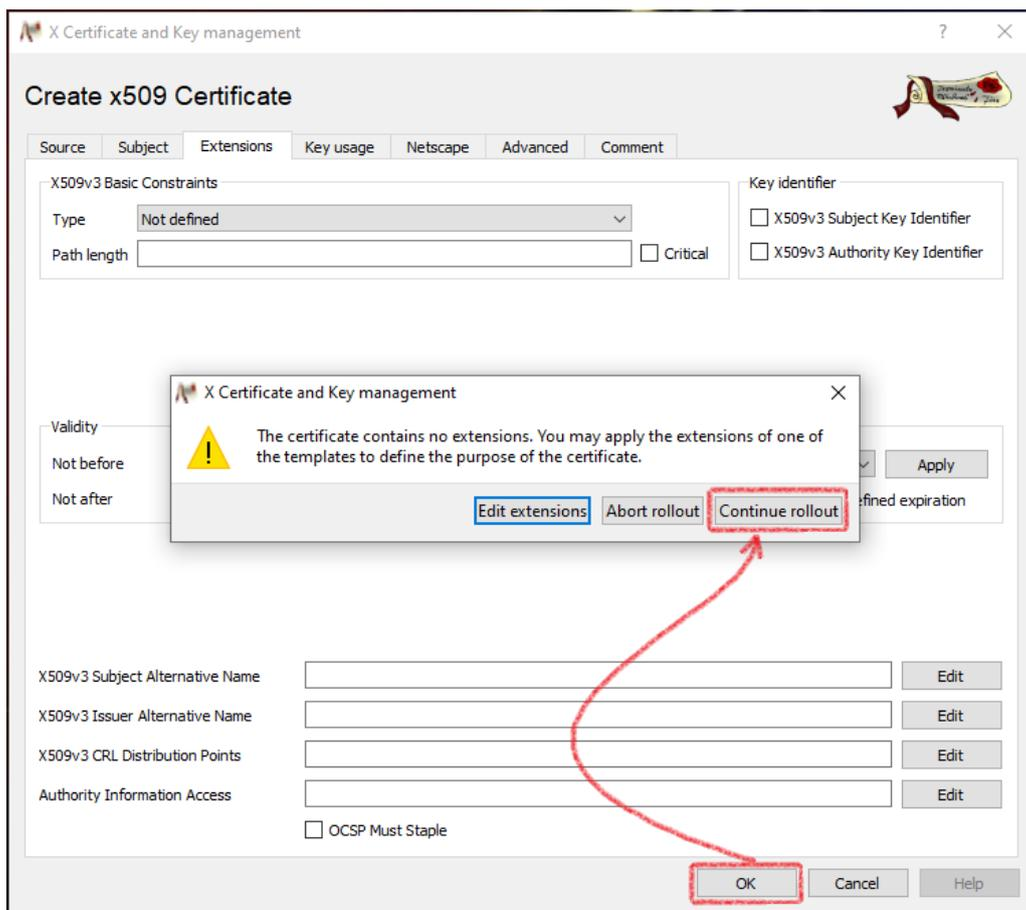 X Certificate and Key management
Create x509 Certificate
Source Subject Extensions Key usage Netscape Advanced Comment
X509v3 Basic Constraints
Type Not defined
Path length Critical
Key identifier
X509v3 Subject Key Identifier
X509v3 Authority Key Identifier
X Certificate and Key management
The certificate contains no extensions. You may apply the extensions of one of
the templates to define the purpose of the certificate.
Edit extensions Abort rollout Continue rollout
Validity
Not before
Not after
Apply
efined expiration
X509v3 Subject Alternative Name Edit
X509v3 Issuer Alternative Name Edit
X509v3 CRL Distribution Points Edit
Authority Information Access Edit
OCSP Must Staple
OK Cancel Help